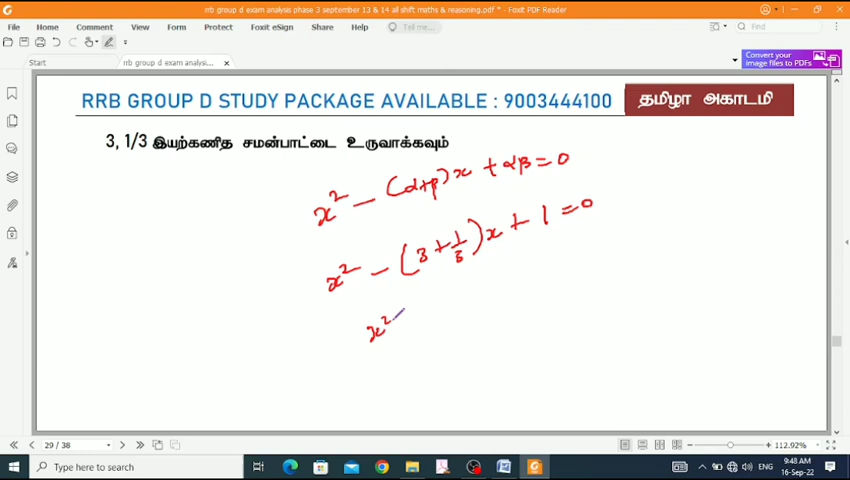 rrb group d exam analysis phase 3 september 13 & 14 all shift maths & reasoning.pdf * - Foxit PDF Reader
File Home Comment View Form Protect Foxit eSign Share Help Tell me... Find
Start rrb group d exam analysi... ×
Convert your image files to PDFs
RRB GROUP D STUDY PACKAGE AVAILABLE : 9003444100 தமிழா அகாடமி
3, 1/3 இயற்கணித சமன்பாட்டை உருவாக்கவும்
x² - (α+β)x + αβ = 0
x² - (3 + 1/3)x + 1 = 0
x²
29 / 38 112.92%
Type here to search ENG 9:48 AM
16-Sep-22